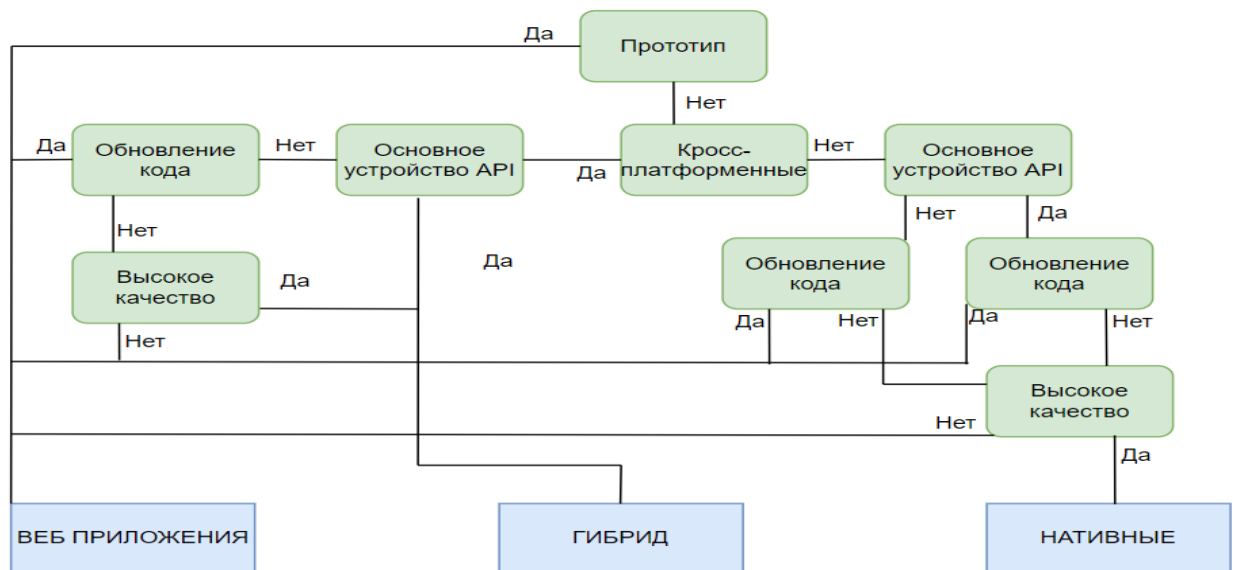 Да
Прототип
Нет
Да
Обновление
кода
Нет
Основное
устройство API
Да
Кросс-
платформенные
Нет
Основное
устройство API
Нет
Нет
Да
Высокое
качество
Да
Да
Обновление
кода
Обновление
кода
Нет
Да
Нет
Да
Нет
Высокое
качество
Нет
Да
ВЕБ ПРИЛОЖЕНИЯ
ГИБРИД
НАТИВНЫЕ